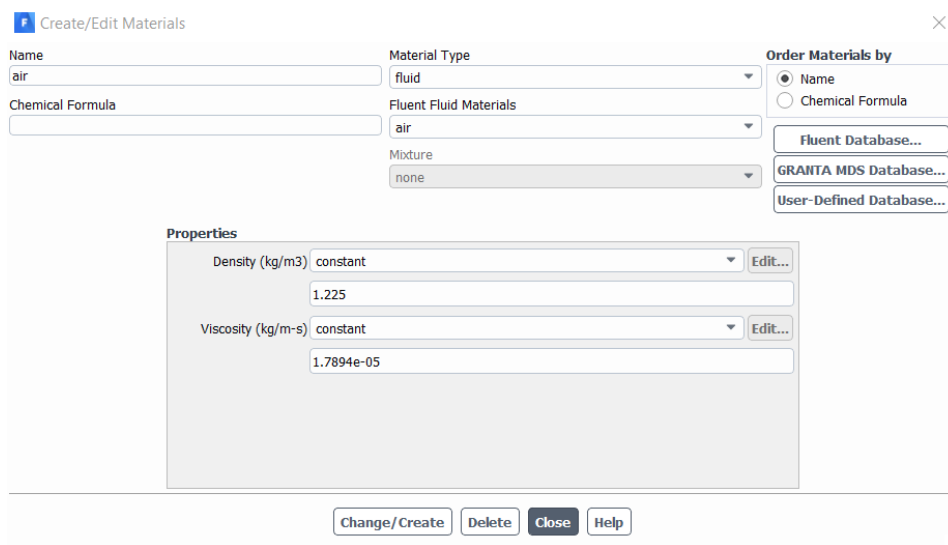 F Create/Edit Materials
Name
air
Chemical Formula
Material Type
fluid
Fluent Fluid Materials
air
Mixture
none
Order Materials by
Name
Chemical Formula
Fluent Database...
GRANTA MDS Database...
User-Defined Database...
Properties
Density (kg/m3) constant Edit...
1.225
Viscosity (kg/m-s) constant Edit...
1.7894e-05
Change/Create Delete Close Help